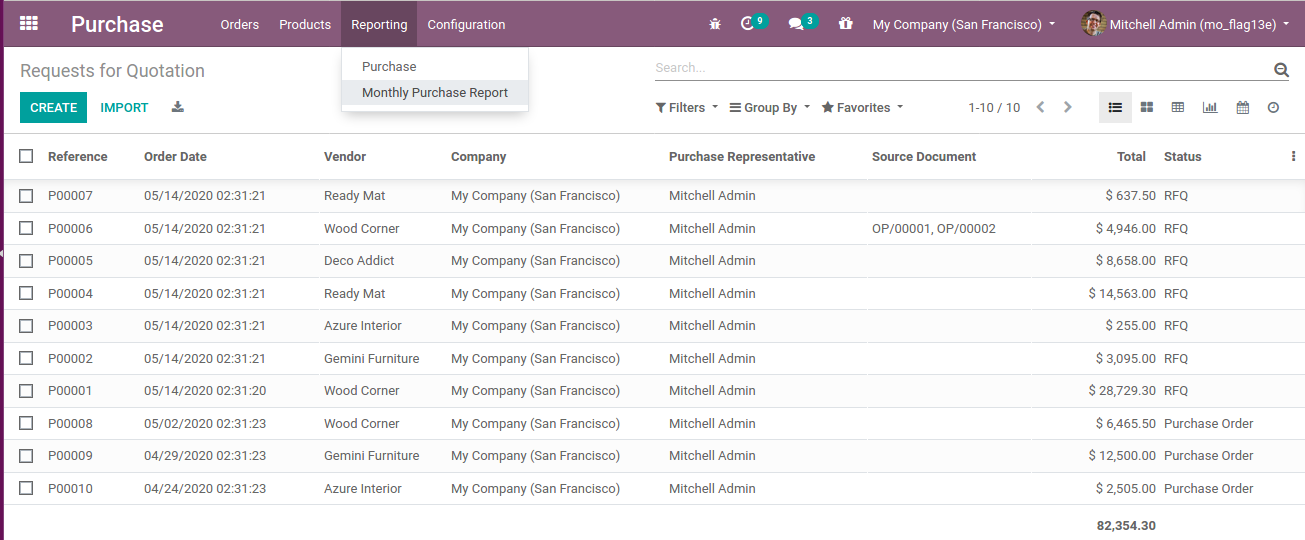 Purchase Orders Products Reporting Configuration 9 3 My Company (San Francisco) Mitchell Admin (mo_flag13e)
Requests for Quotation Purchase Search...
CREATE IMPORT Monthly Purchase Report Filters Group By Favorites 1-10 / 10
Reference Order Date Vendor Company Purchase Representative Source Document Total Status
P00007 05/14/2020 02:31:21 Ready Mat My Company (San Francisco) Mitchell Admin $ 637.50 RFQ
P00006 05/14/2020 02:31:21 Wood Corner My Company (San Francisco) Mitchell Admin OP/00001, OP/00002 $ 4,946.00 RFQ
P00005 05/14/2020 02:31:21 Deco Addict My Company (San Francisco) Mitchell Admin $ 8,658.00 RFQ
P00004 05/14/2020 02:31:21 Ready Mat My Company (San Francisco) Mitchell Admin $ 14,563.00 RFQ
P00003 05/14/2020 02:31:21 Azure Interior My Company (San Francisco) Mitchell Admin $ 255.00 RFQ
P00002 05/14/2020 02:31:21 Gemini Furniture My Company (San Francisco) Mitchell Admin $ 3,095.00 RFQ
P00001 05/14/2020 02:31:20 Wood Corner My Company (San Francisco) Mitchell Admin $ 28,729.30 RFQ
P00008 05/02/2020 02:31:23 Wood Corner My Company (San Francisco) Mitchell Admin $ 6,465.50 Purchase Order
P00009 04/29/2020 02:31:23 Gemini Furniture My Company (San Francisco) Mitchell Admin $ 12,500.00 Purchase Order
P00010 04/24/2020 02:31:23 Azure Interior My Company (San Francisco) Mitchell Admin $ 2,505.00 Purchase Order
82,354.30